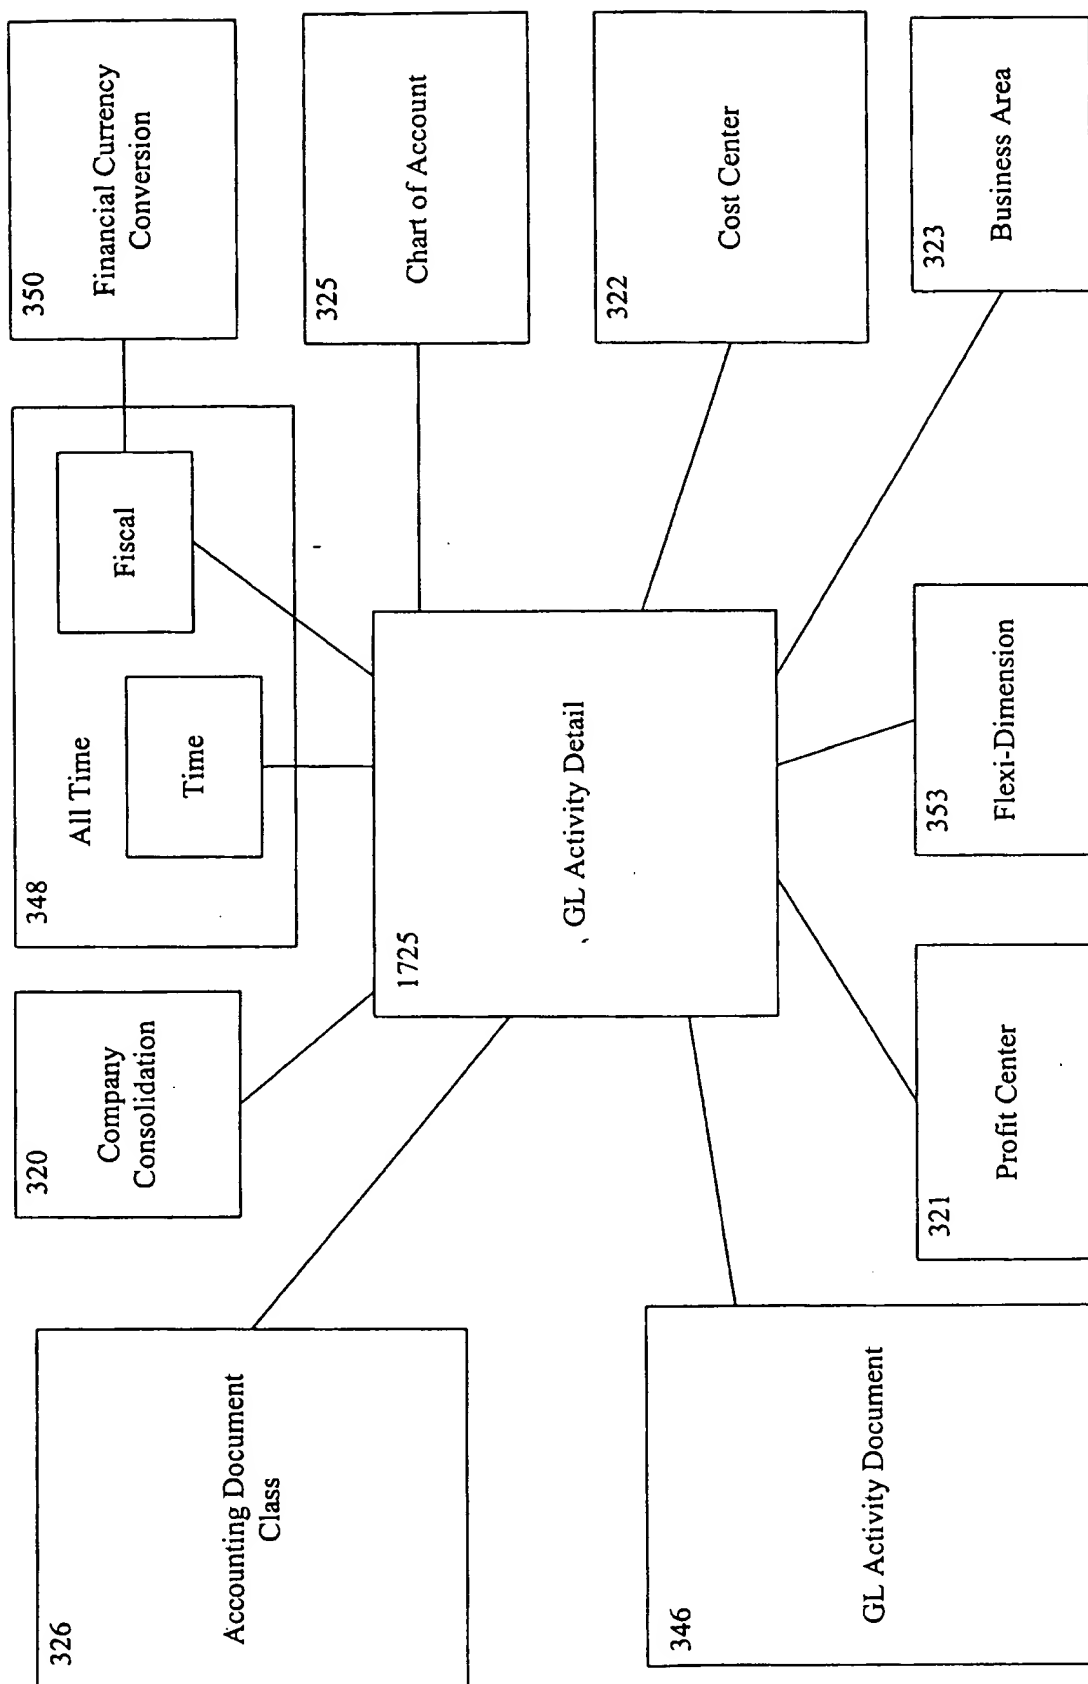 326
Accounting Document
Class
320
Company
Consolidation
348
All Time
Time
Fiscal
350
Financial Currency
Conversion
325
Chart of Account
1725
GL Activity Detail
322
Cost Center
346
GL Activity Document
321
Profit Center
353
Flexi-Dimension
323
Business Area